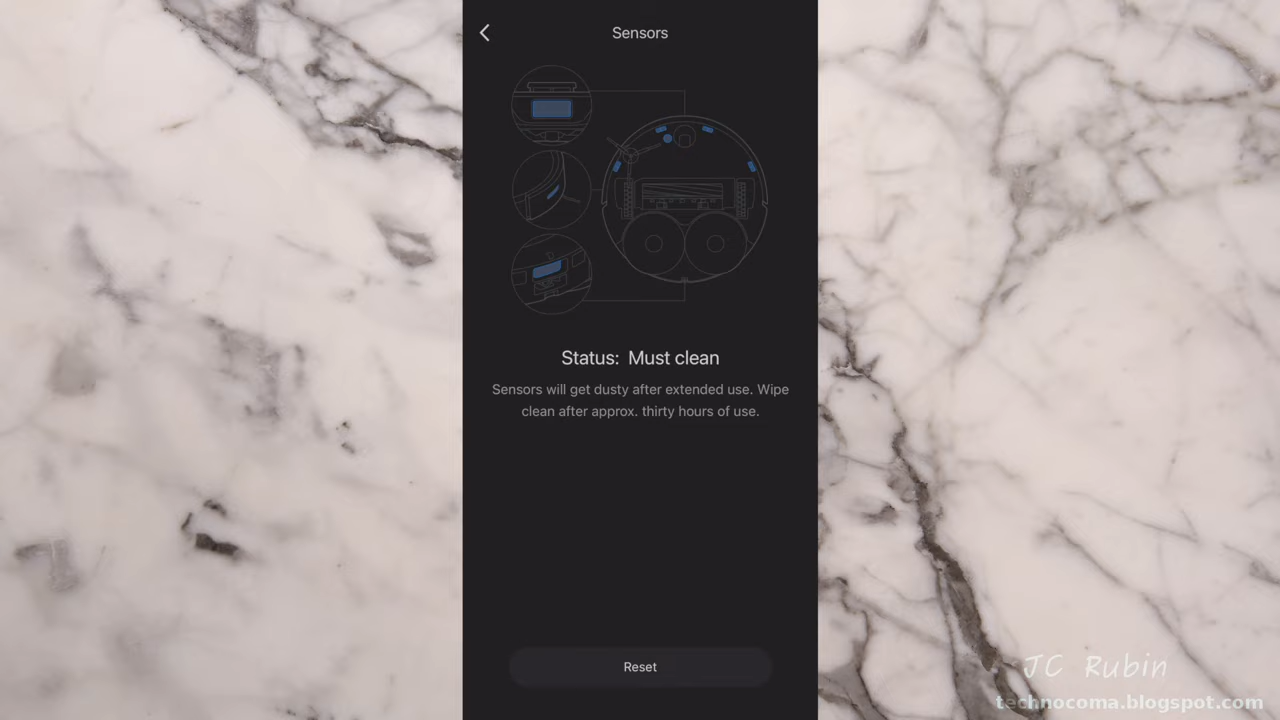 Sensors
Status: Must clean
Sensors will get dusty after extended use. Wipe
clean after approx. thirty hours of use.
Reset
JC Rubin
technocoma.blogspot.com